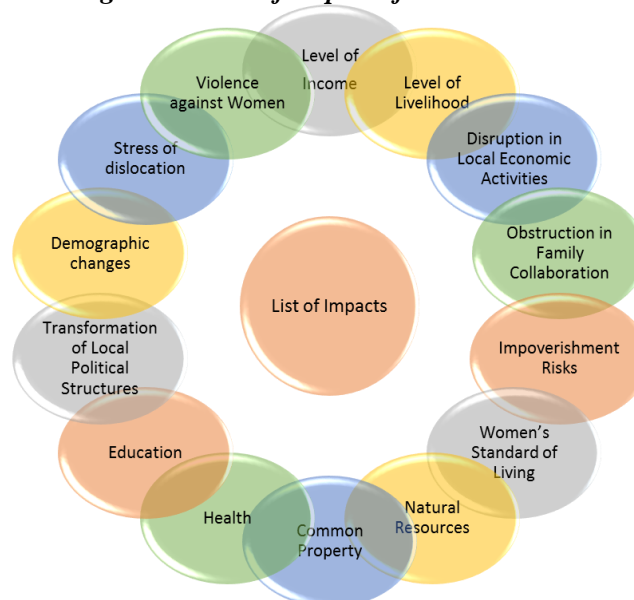 Level of
Income
Level of
Livelihood
Disruption in
Local Economic
Activities
Obstruction in
Family
Collaboration
Impoverishment
Risks
Women's
Standard of
Living
Natural
Resources
Common
Property
Health
Education
Transformation
of Local
Political
Structures
Demographic
changes
Stress of
dislocation
Violence
against Women
List of Impacts